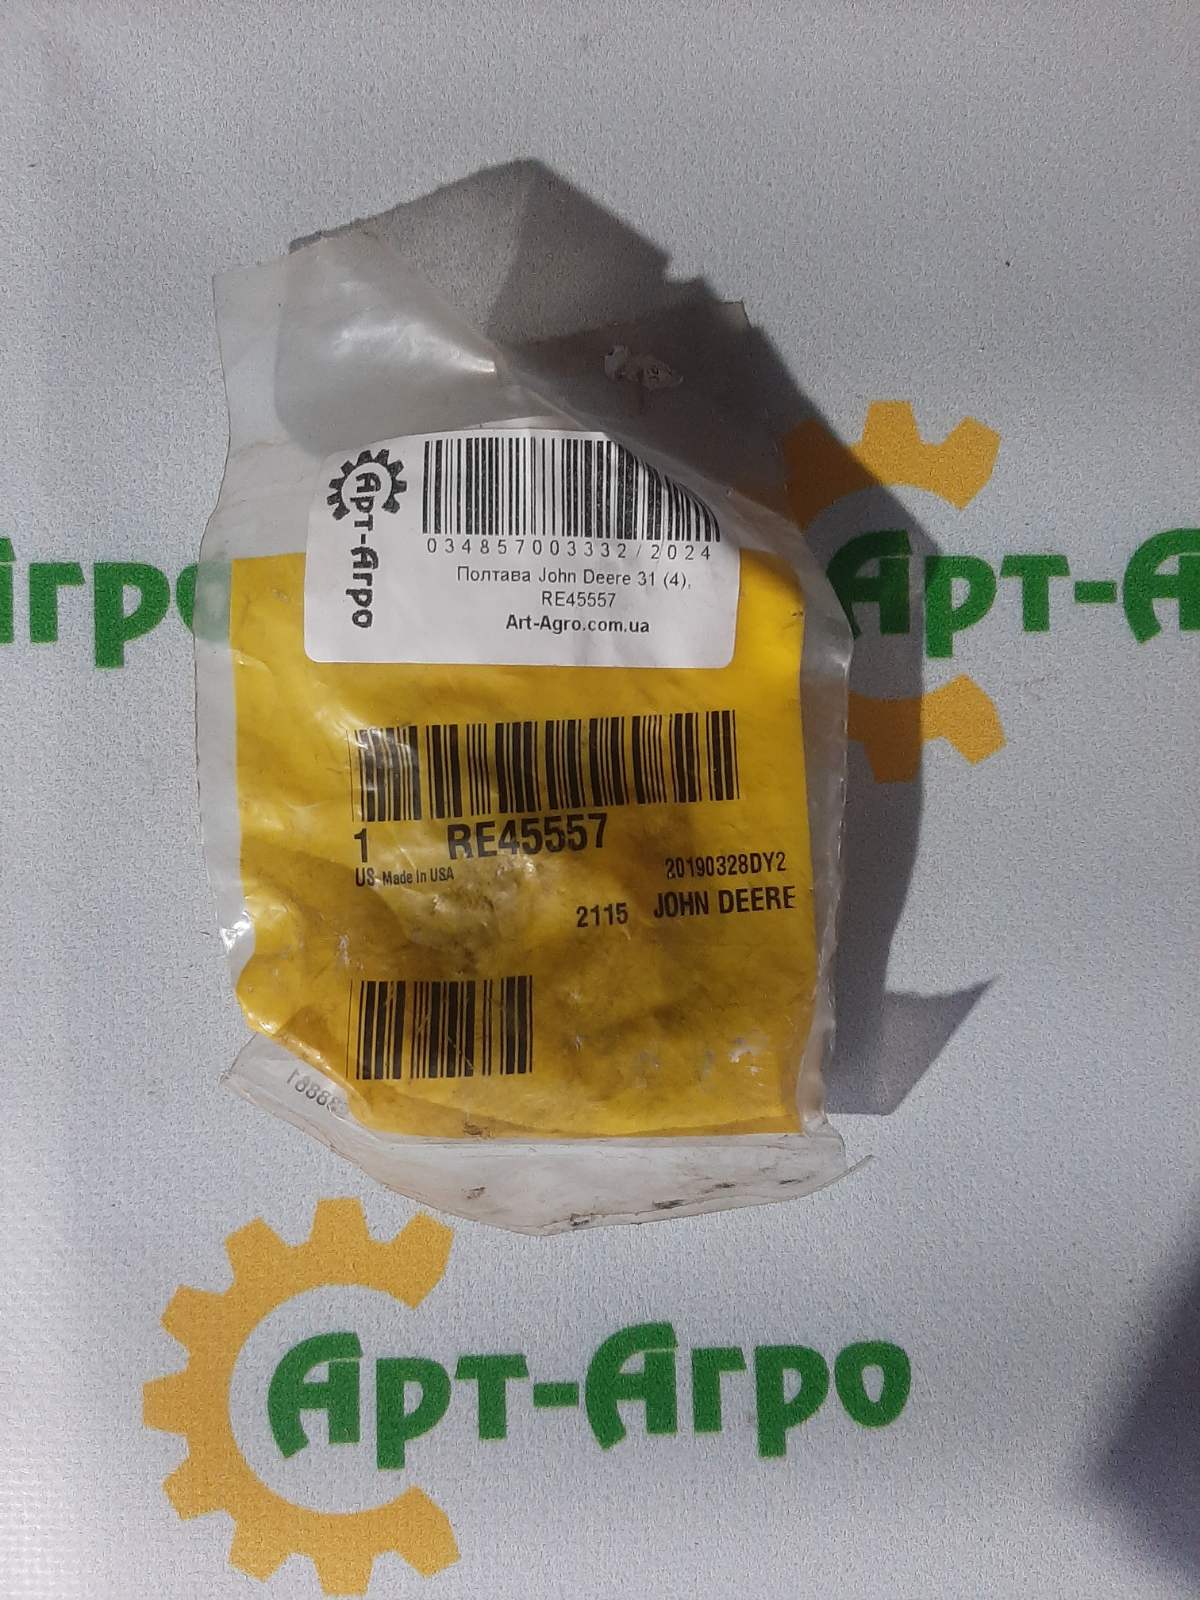 Арт-Агро
034857003332/2024
Полтава John Deere 31 (4),
RE45557
Art-Agro.com.ua
Агро
Арт-А
1 RE45557
US Made in USA
20190328DY2
2115 JOHN DEERE
Арт-Агро